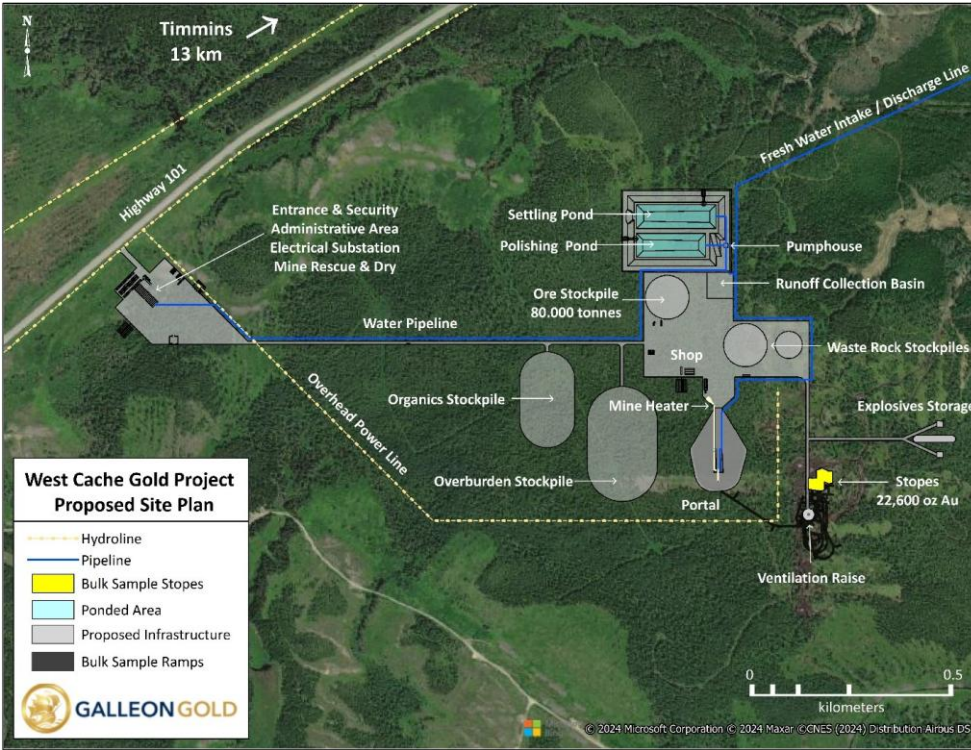 N
Timmins
13 km
Highway 101
Fresh Water Intake / Discharge Line
Entrance & Security
Administrative Area
Electrical Substation
Mine Rescue & Dry
Settling Pond
Polishing Pond
Pumphouse
Runoff Collection Basin
Ore Stockpile
80.000 tonnes
Water Pipeline
Waste Rock Stockpiles
Shop
Organics Stockpile
Mine Heater
Explosives Storage
Overhead Power Line
Overburden Stockpile
Stopes
22,600 oz Au
Portal
Ventilation Raise
West Cache Gold Project
Proposed Site Plan
Hydroline
Pipeline
Bulk Sample Stopes
Ponded Area
Proposed Infrastructure
Bulk Sample Ramps
GALLEON GOLD
0 0.5
kilometers
© 2024 Microsoft Corporation © 2024 Maxar ©CNES (2024) Distribution Airbus DS